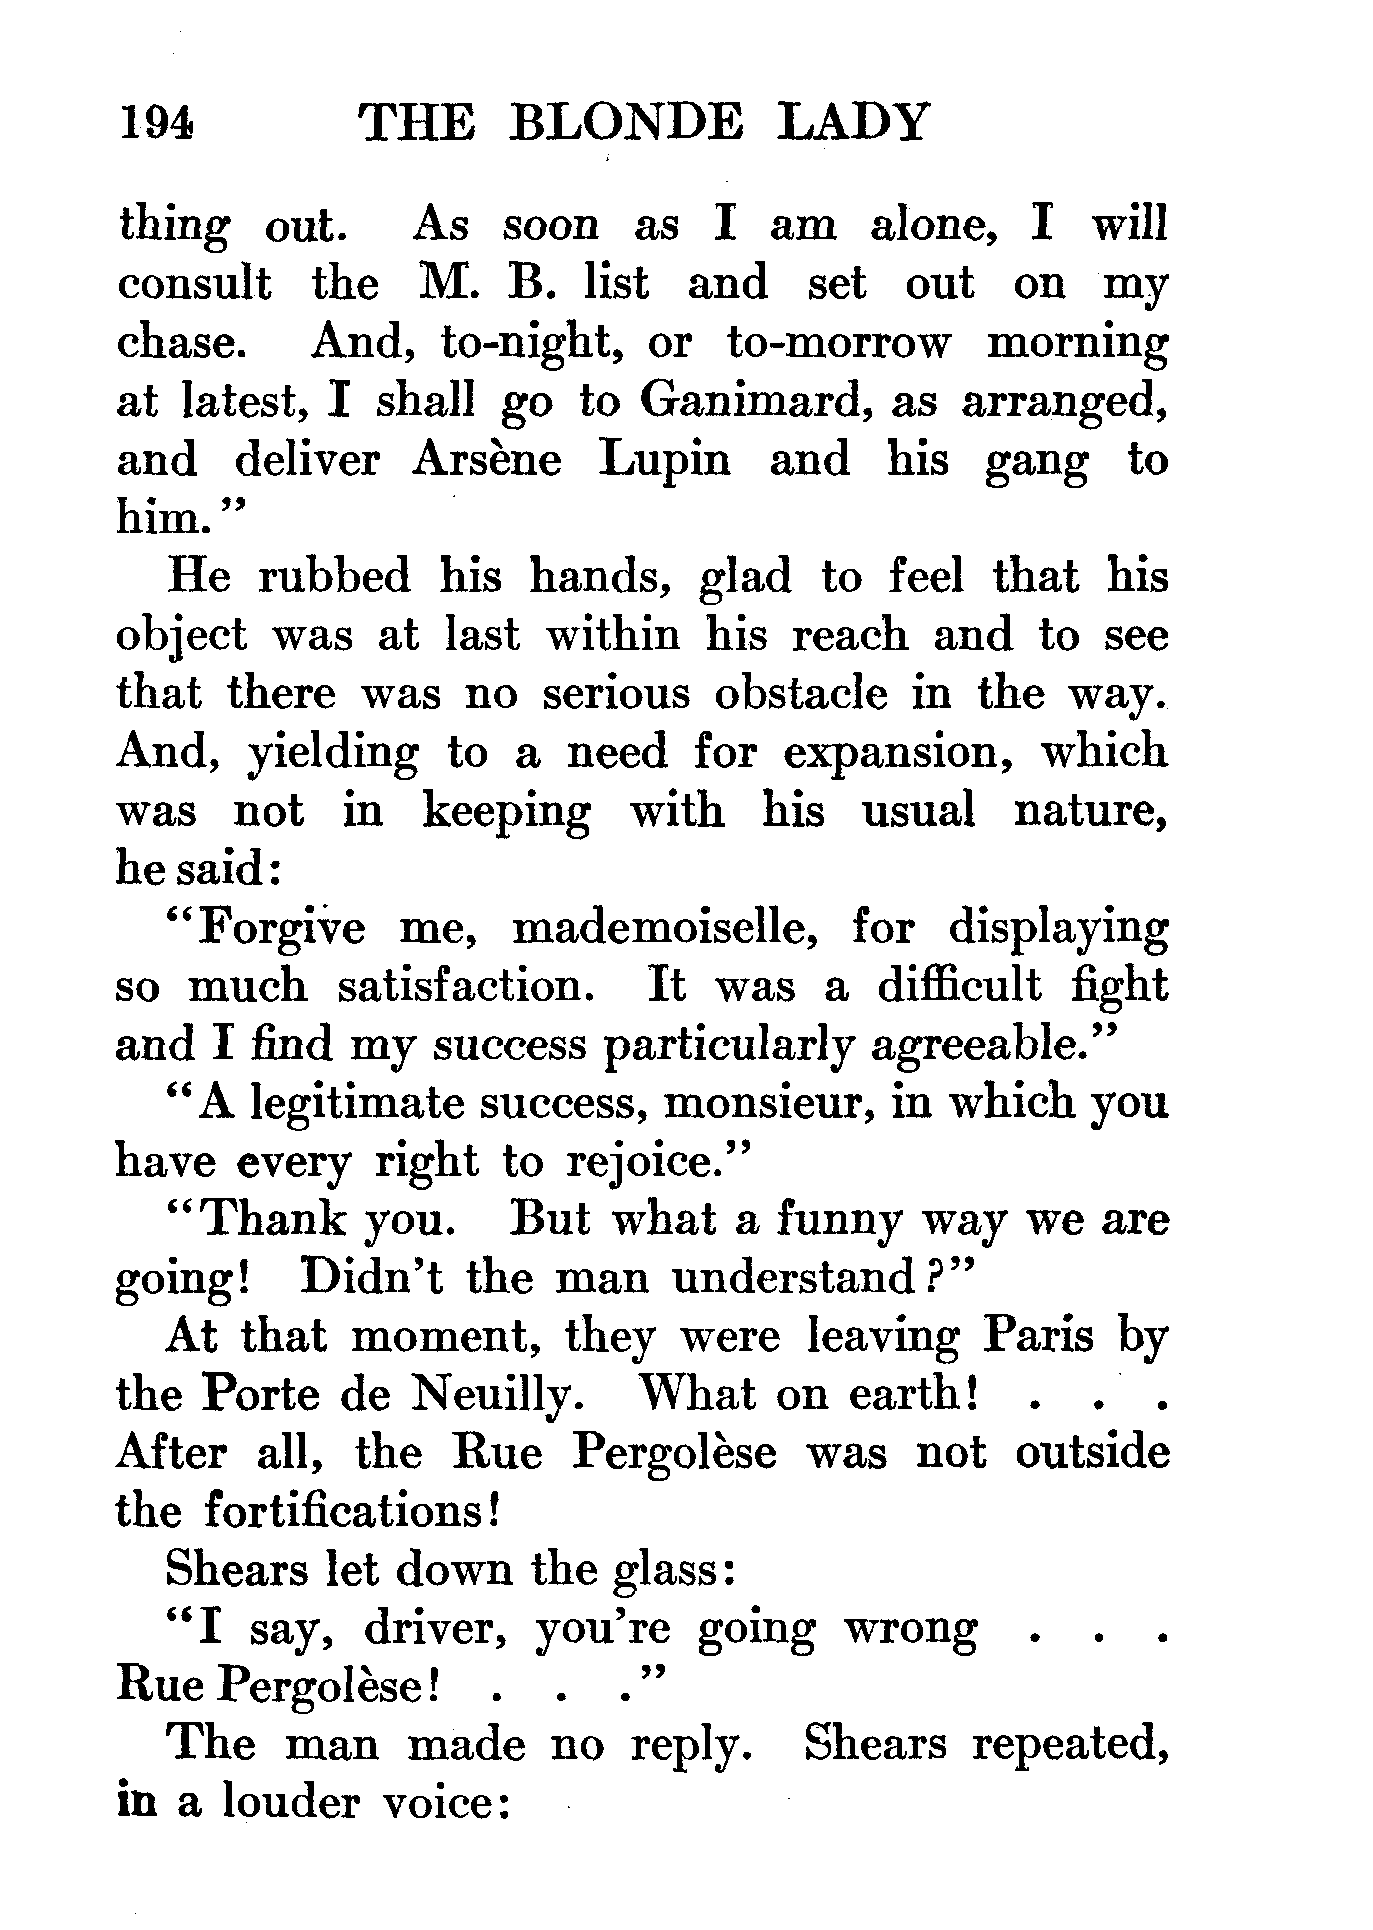 194 THE BLONDE LADY
thing out. As soon as I am alone, I will
consult the M. B. list and set out on my
chase. And, to-night, or to-morrow morning
at latest, I shall go to Ganimard, as arranged,
and deliver Arsène Lupin and his gang to
him.”
He rubbed his hands, glad to feel that his
object was at last within his reach and to see
that there was no serious obstacle in the way.
And, yielding to a need for expansion, which
was not in keeping with his usual nature,
he said:
“Forgive me, mademoiselle, for displaying
so much satisfaction. It was a difficult fight
and I find my success particularly agreeable.”
“A legitimate success, monsieur, in which you
have every right to rejoice.”
“Thank you. But what a funny way we are
going! Didn’t the man understand?”
At that moment, they were leaving Paris by
the Porte de Neuilly. What on earth! . . .
After all, the Rue Pergolèse was not outside
the fortifications!
Shears let down the glass:
“I say, driver, you’re going wrong . . .
Rue Pergolèse! . . .”
The man made no reply. Shears repeated,
in a louder voice: